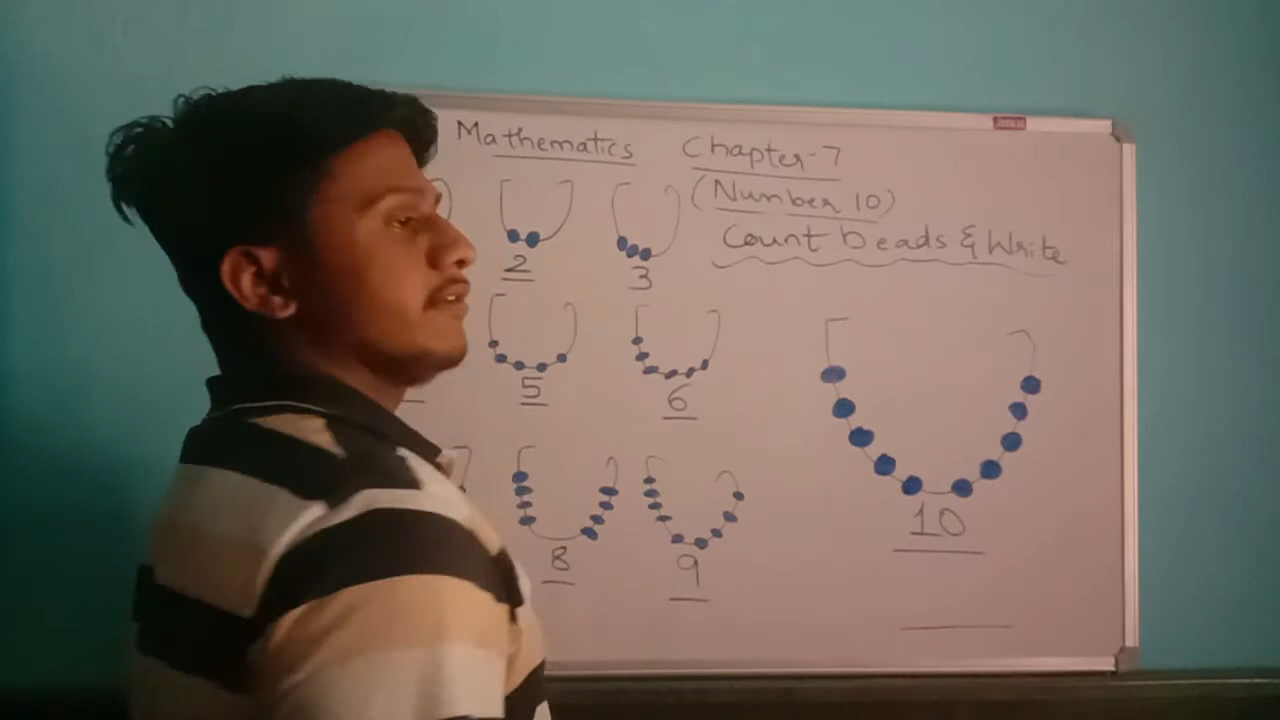 Mathematics Chapter-7
(Number 10)
Count beads & Write
2 3
5 6
8 9
10